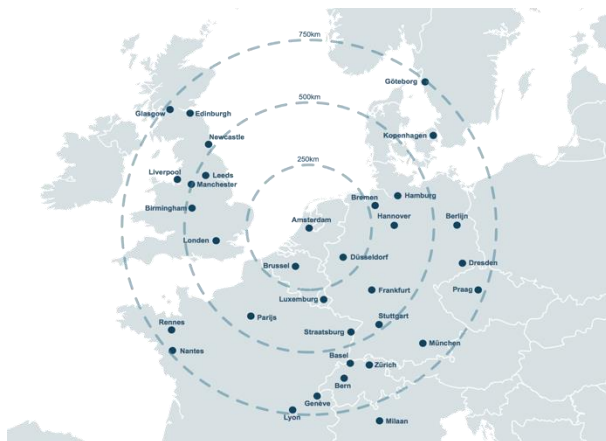 750km
Göteborg
500km
Glasgow
Edinburgh
Kopenhagen
Newcastle
250km
Liverpool
Leeds
Manchester
Hamburg
Bremen
Birmingham
Amsterdam
Hannover
Berlijn
Londen
Düsseldorf
Brussel
Dresden
Frankfurt
Praag
Luxemburg
Parijs
Rennes
Stuttgart
Straatsburg
Nantes
München
Basel
Zürich
Bern
Genève
Lyon
Milaan